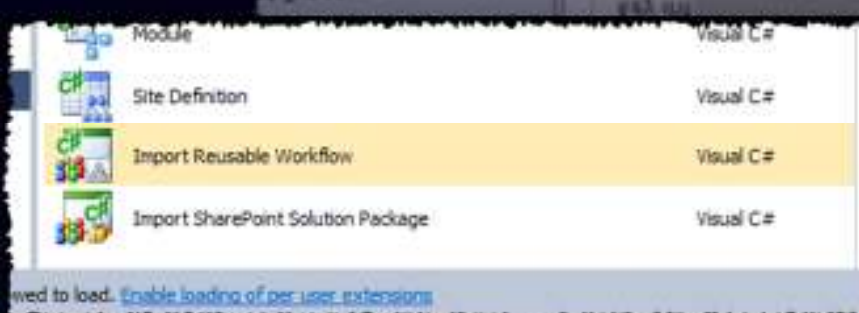 Module Visual C#
Site Definition Visual C#
Import Reusable Workflow Visual C#
Import SharePoint Solution Package Visual C#
wed to load. Enable loading of per user extensions